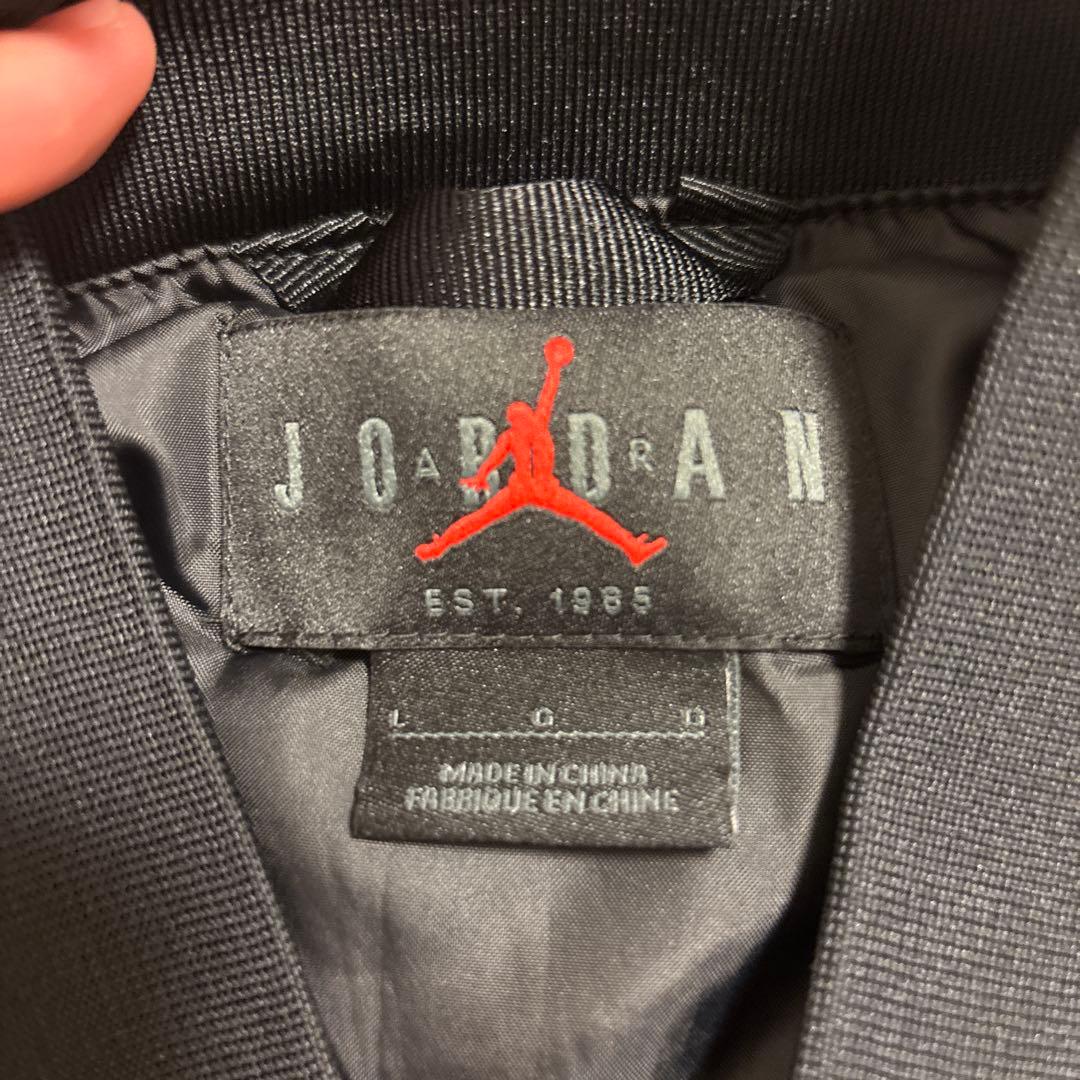 JORDAN
AIR
EST. 1985
L G G
MADE IN CHINA
FABRIQUE EN CHINE